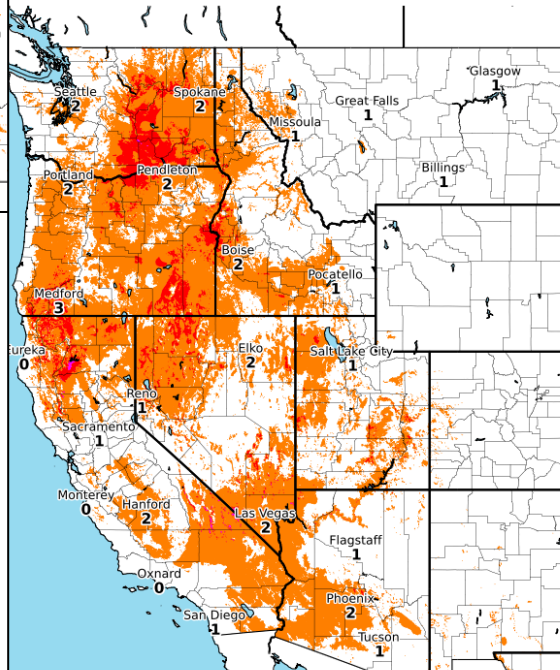 Glasgow
1
Seattle
2
Spokane
2
Great Falls
1
Missoula
1
Billings
1
Portland
2
Pendleton
2
Boise
2
Pocatello
1
Medford
3
ureka
0
Elko
2
Salt Lake City
1
Reno
1
Sacramento
1
Monterey
0
Hanford
2
Las Vegas
2
Flagstaff
1
Oxnard
0
Phoenix
2
San Diego
1
Tucson
1